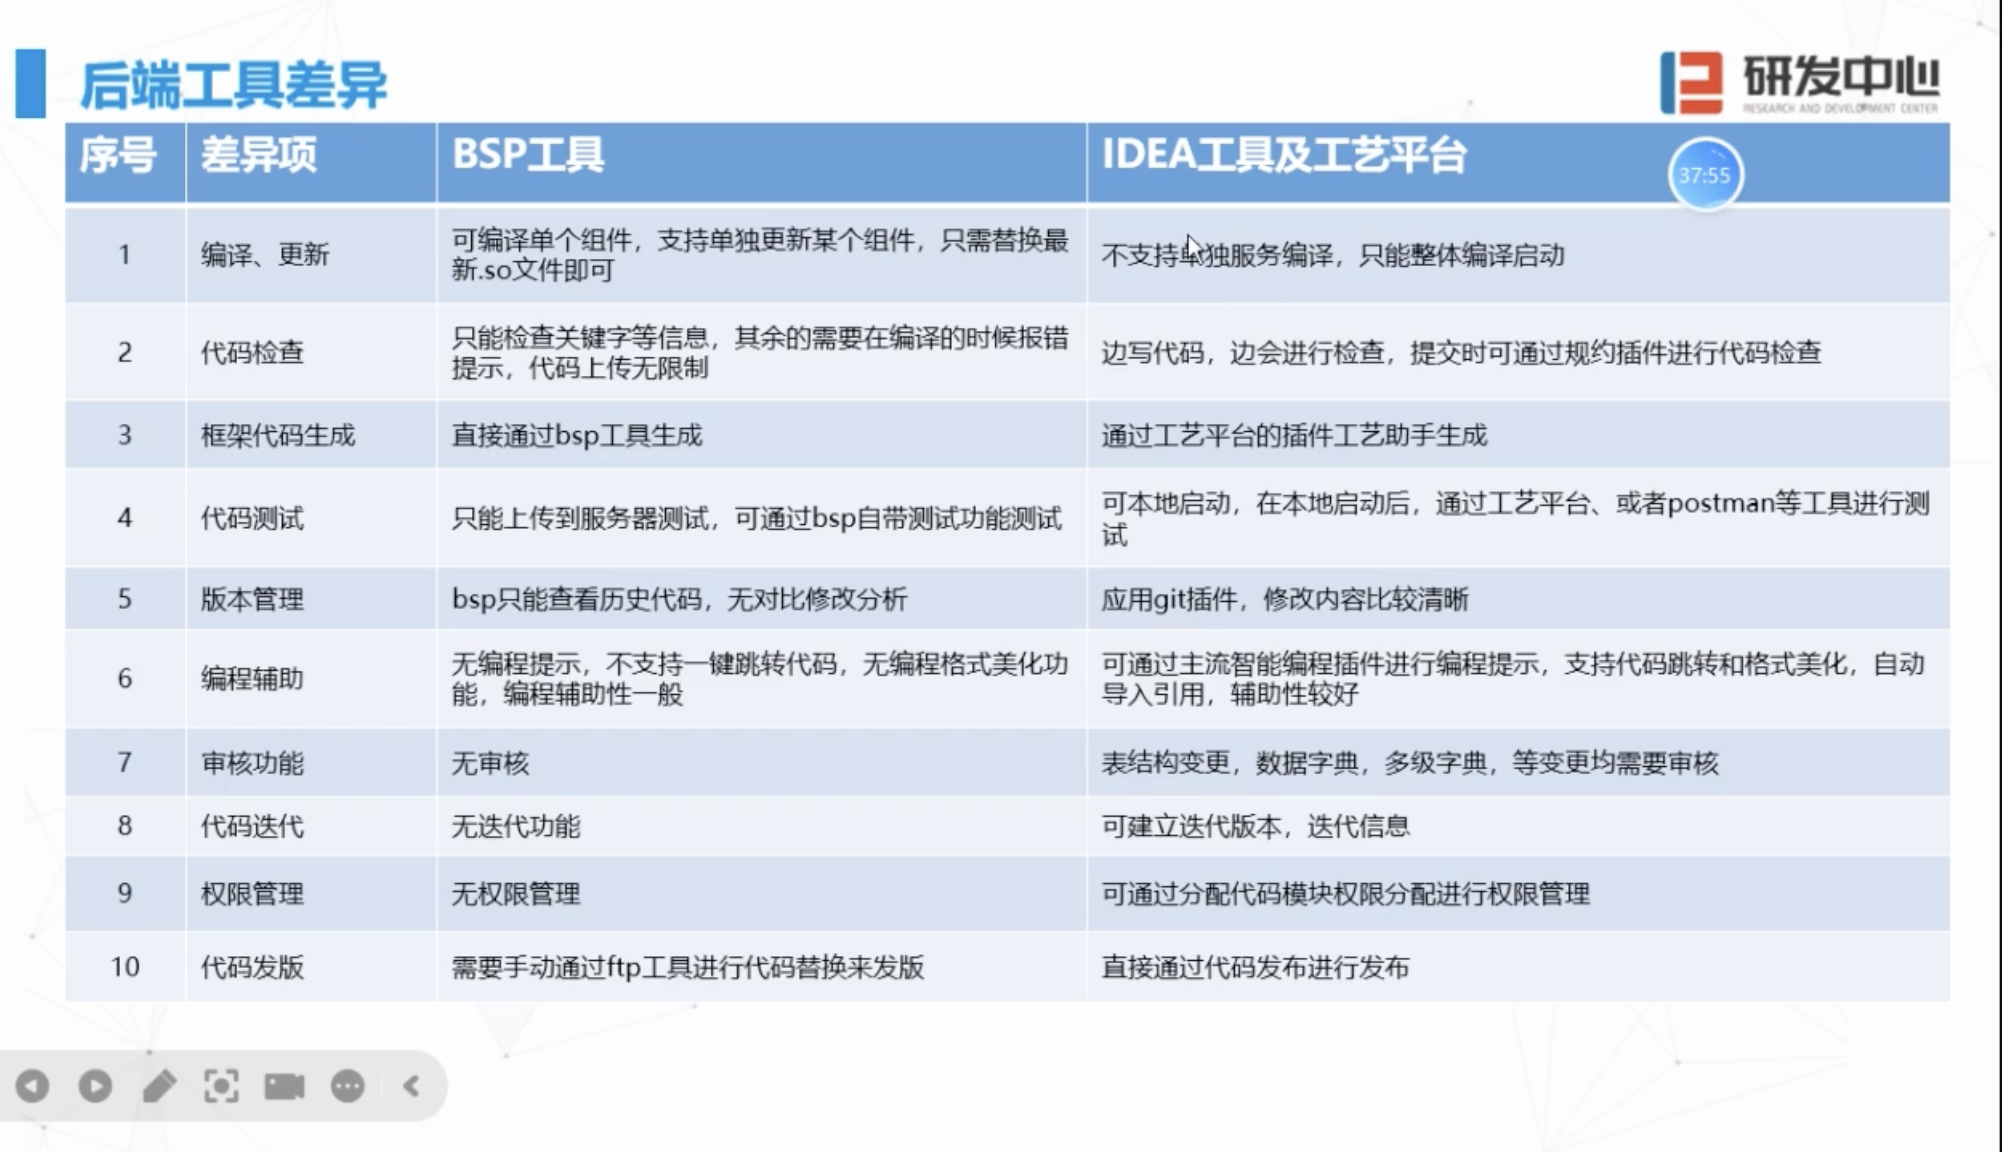 后端工具差异
研发中心
RESEARCH AND DEVELOPMENT CENTER
序号 差异项 BSP工具 IDEA工具及工艺平台
37:55
1 编译、更新 可编译单个组件，支持单独更新某个组件，只需替换最
新.so文件即可
不支持单独服务编译，只能整体编译启动
2 代码检查 只能检查关键字等信息，其余的需要在编译的时候报错
提示，代码上传无限制
边写代码，边会进行检查，提交时可通过规约插件进行代码检查
3 框架代码生成 直接通过bsp工具生成 通过工艺平台的插件工艺助手生成
4 代码测试 只能上传到服务器测试，可通过bsp自带测试功能测试
可本地启动，在本地启动后，通过工艺平台、或者postman等工具进行测
试
5 版本管理 bsp只能查看历史代码，无对比修改分析 应用git插件，修改内容比较清晰
6 编程辅助 无编程提示，不支持一键跳转代码，无编程格式美化功
能，编程辅助性一般
可通过主流智能编程插件进行编程提示，支持代码跳转和格式美化，自动
导入引用，辅助性较好
7 审核功能 无审核 表结构变更，数据字典，多级字典，等变更均需要审核
8 代码迭代 无迭代功能 可建立迭代版本，迭代信息
9 权限管理 无权限管理 可通过分配代码模块权限分配进行权限管理
10 代码发版 需要手动通过ftp工具进行代码替换来发版 直接通过代码发布进行发布